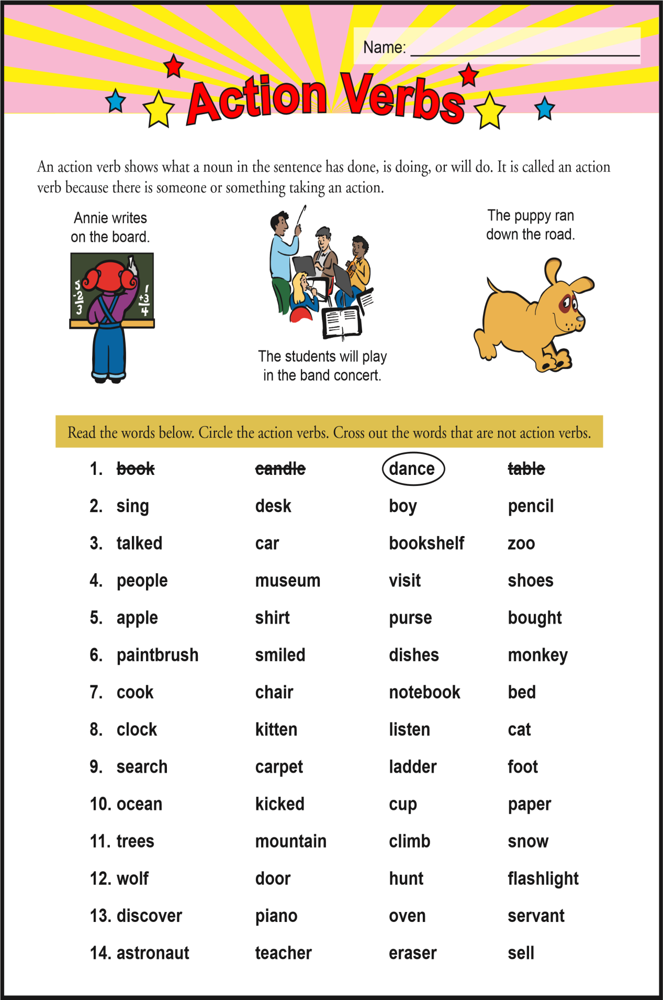 Name:
Action Verbs
An action verb shows what a noun in the sentence has done, is doing, or will do. It is called an action
verb because there is someone or something taking an action.
Annie writes
on the board.
5
-2
3
1
+3
4
The students will play
in the band concert.
The puppy ran
down the road.
Read the words below. Circle the action verbs. Cross out the words that are not action verbs.
1. book candle dance table
2. sing desk boy pencil
3. talked car bookshelf zoo
4. people museum visit shoes
5. apple shirt purse bought
6. paintbrush smiled dishes monkey
7. cook chair notebook bed
8. clock kitten listen cat
9. search carpet ladder foot
10. ocean kicked cup paper
11. trees mountain climb snow
12. wolf door hunt flashlight
13. discover piano oven servant
14. astronaut teacher eraser sell